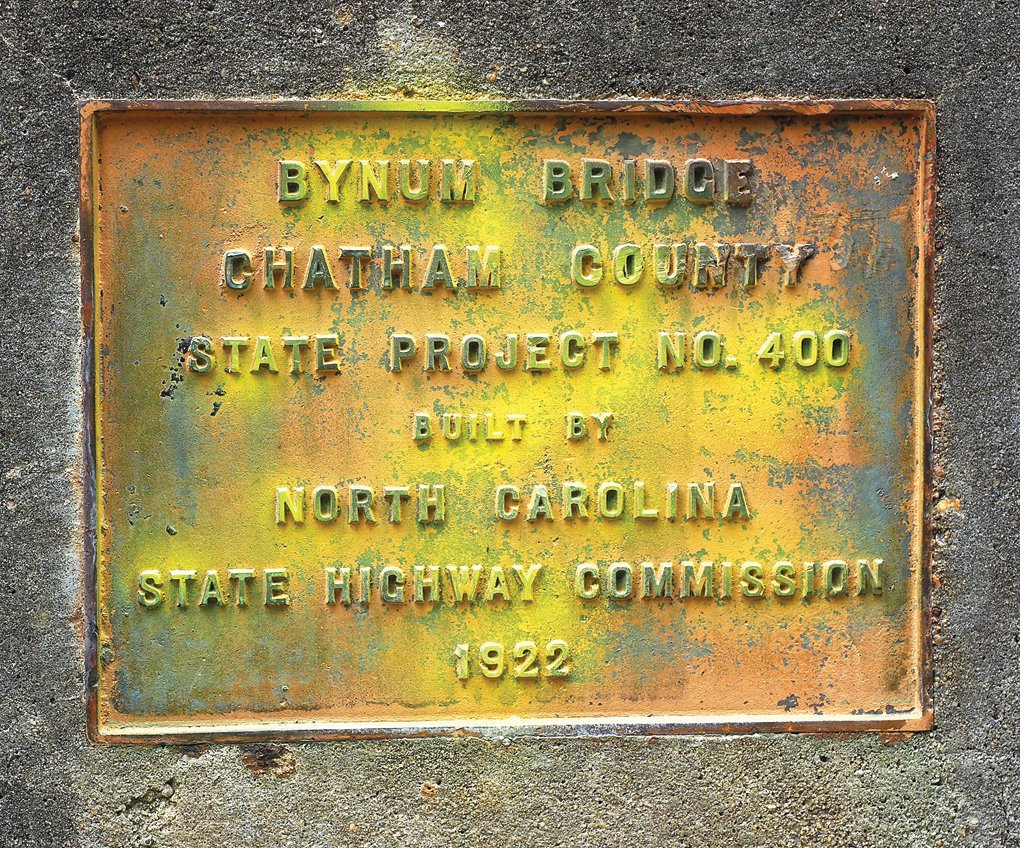 BYNUM BRIDGE
CHATHAM COUNTY
STATE PROJECT NO. 400
BUILT BY
NORTH CAROLINA
STATE HIGHWAY COMMISSION
1922